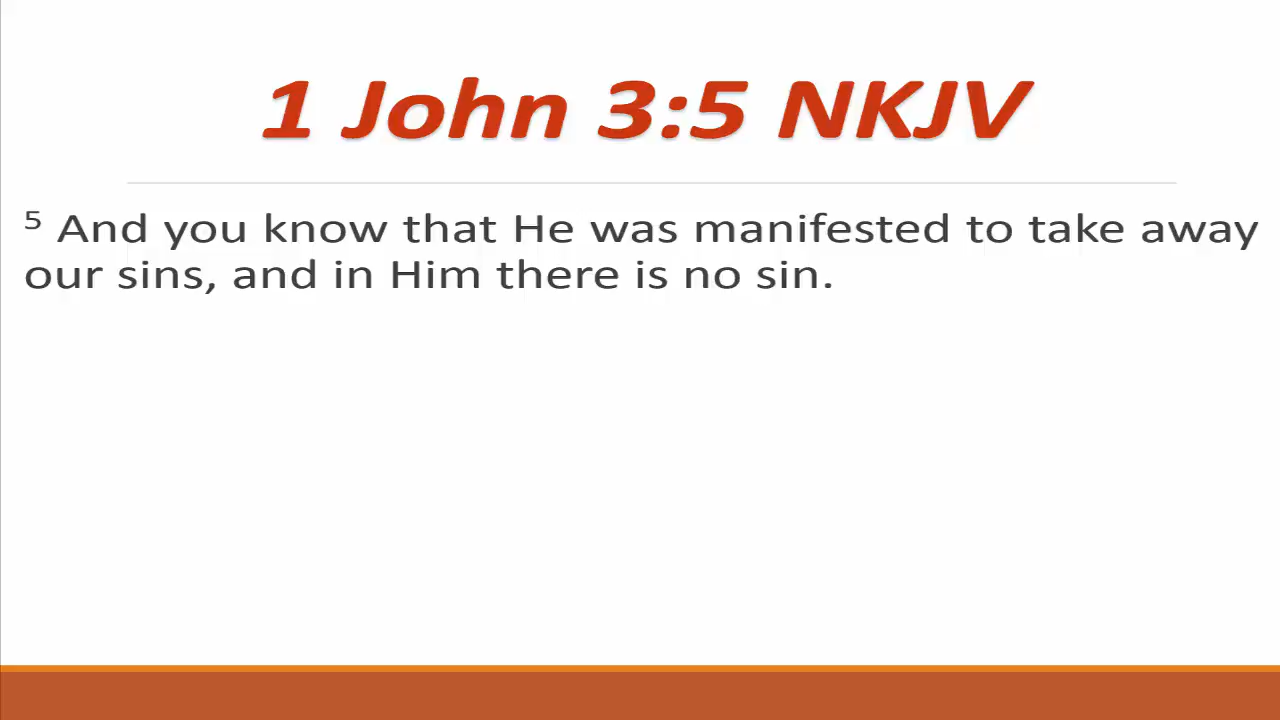 1 John 3:5 NKJV
5 And you know that He was manifested to take away
our sins, and in Him there is no sin.